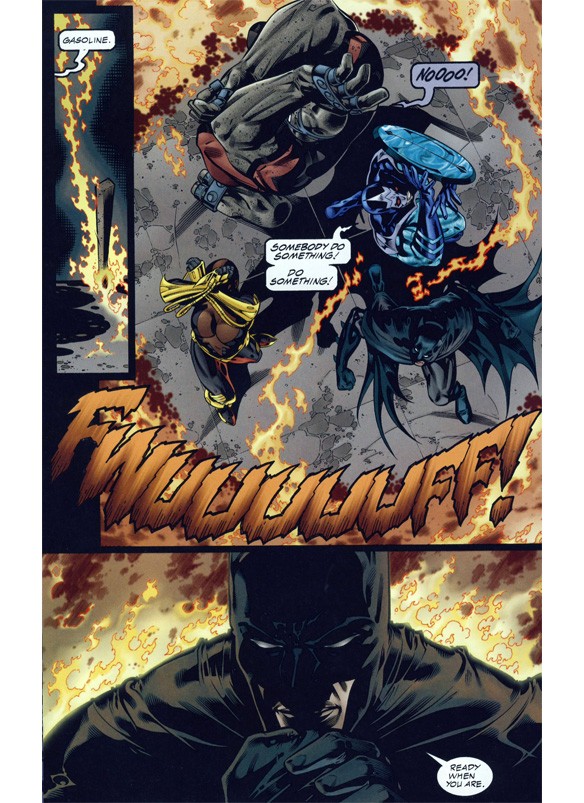 GASOLINE.
NOOOO!
SOMEBODY DO
SOMETHING!
DO
SOMETHING!
FWUUUUUUFF!
READY
WHEN
YOU ARE.